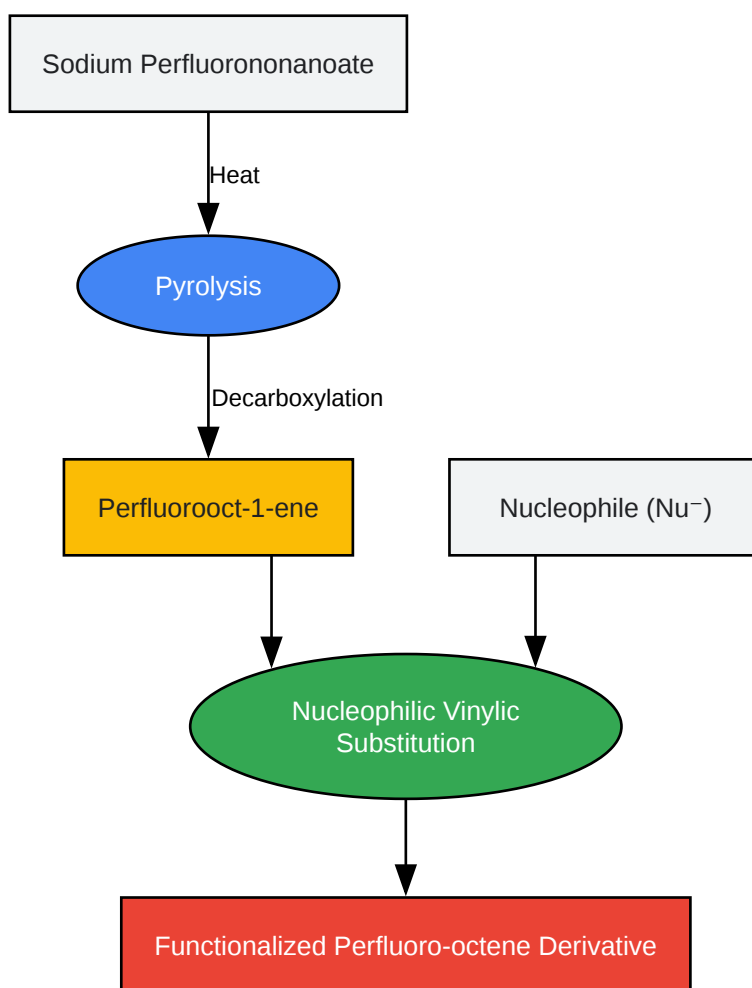 Sodium Perfluorononanoate
Heat
Pyrolysis
Decarboxylation
Perfluorooct-1-ene
Nucleophile (Nu⁻)
Nucleophilic Vinylic
Substitution
Functionalized Perfluoro-octene Derivative